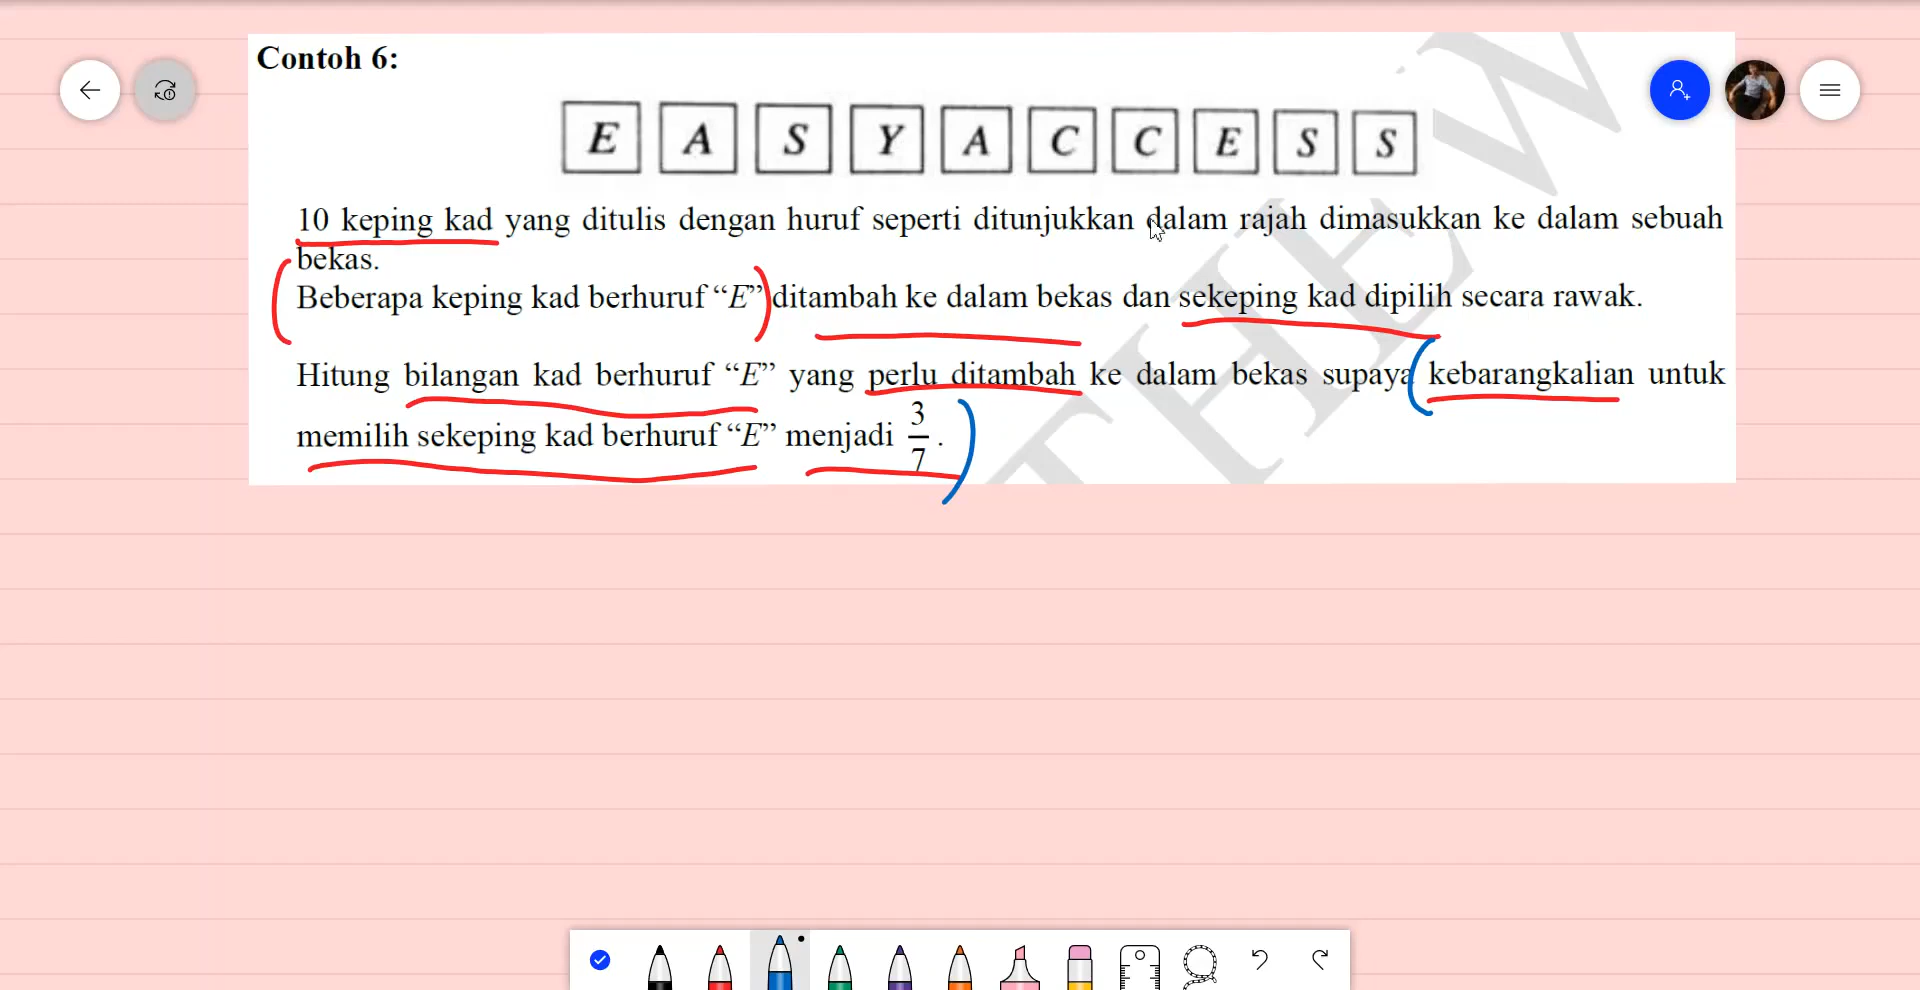 Contoh 6:
E A S Y A C C E S S
10 keping kad yang ditulis dengan huruf seperti ditunjukkan dalam rajah dimasukkan ke dalam sebuah
bekas.
Beberapa keping kad berhuruf “E” ditambah ke dalam bekas dan sekeping kad dipilih secara rawak.
Hitung bilangan kad berhuruf “E” yang perlu ditambah ke dalam bekas supaya kebarangkalian untuk
memilih sekeping kad berhuruf “E” menjadi 3/7.
THE W